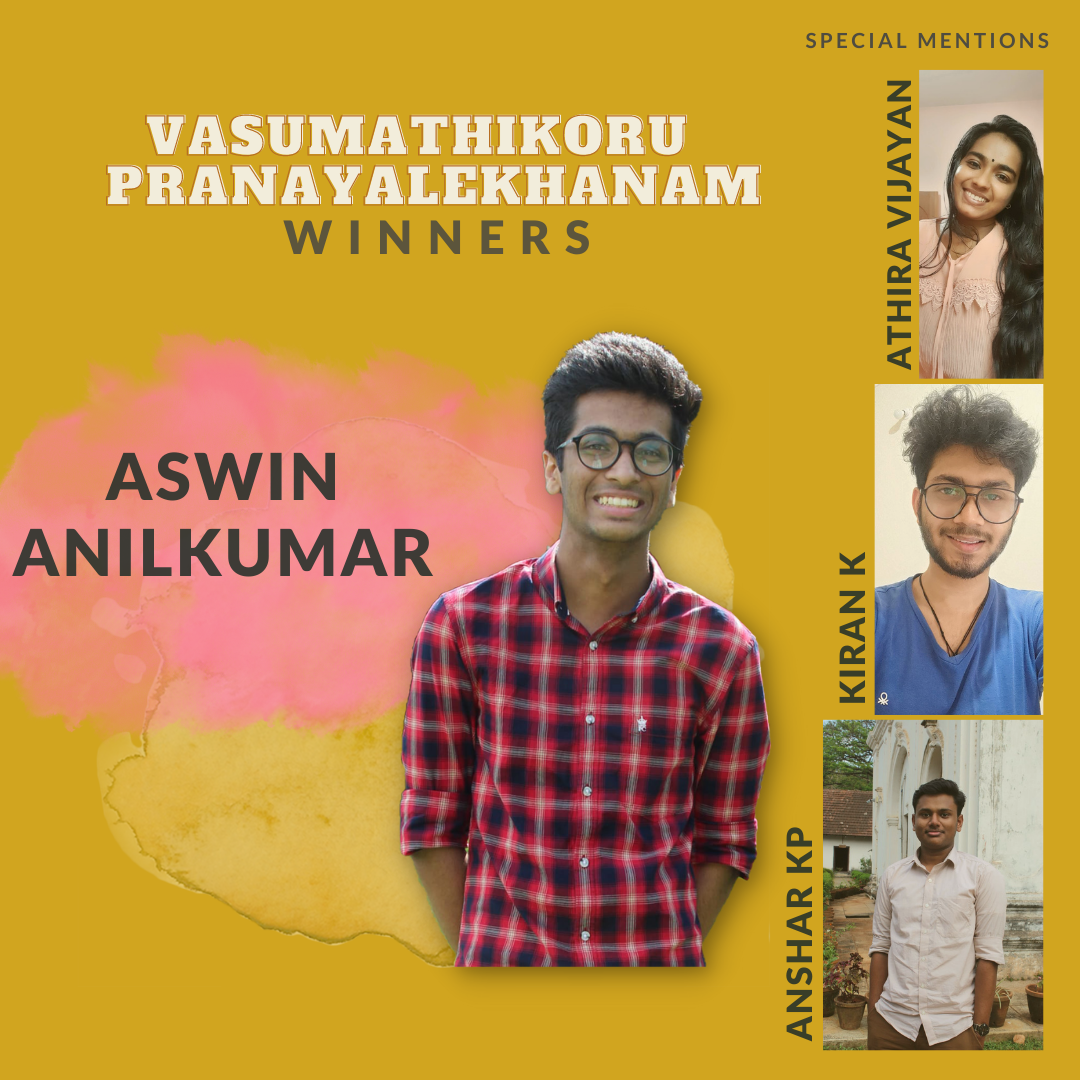 SPECIAL MENTIONS
VASUMATHIKORU
PRANAYALEKHANAM
WINNERS
ASWIN
ANILKUMAR
ATHIRA VIJAYAN
KIRAN K
ANSHAR KP